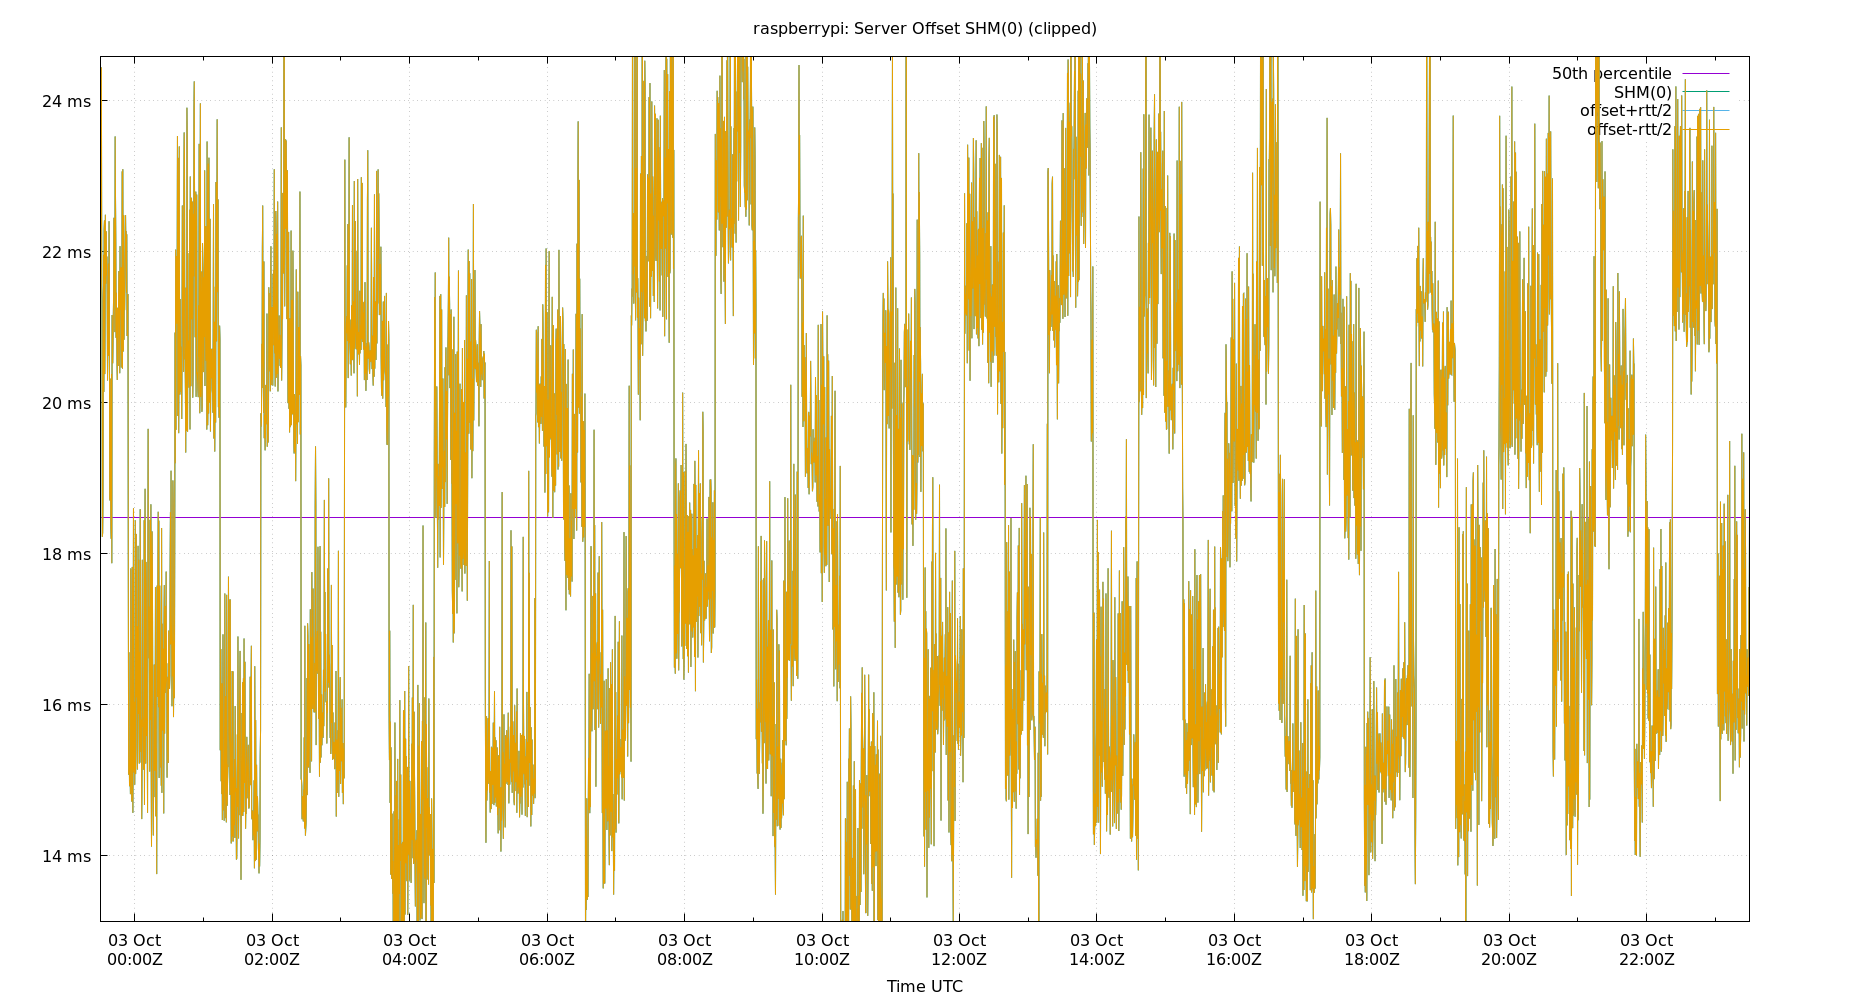 raspberrypi: Server Offset SHM(0) (clipped)
50th percentile
SHM(0)
offset+rtt/2
offset-rtt/2
24 ms
22 ms
20 ms
18 ms
16 ms
14 ms
03 Oct 03 Oct 03 Oct 03 Oct 03 Oct 03 Oct 03 Oct 03 Oct 03 Oct 03 Oct 03 Oct 03 Oct
00:00Z 02:00Z 04:00Z 06:00Z 08:00Z 10:00Z 12:00Z 14:00Z 16:00Z 18:00Z 20:00Z 22:00Z
Time UTC